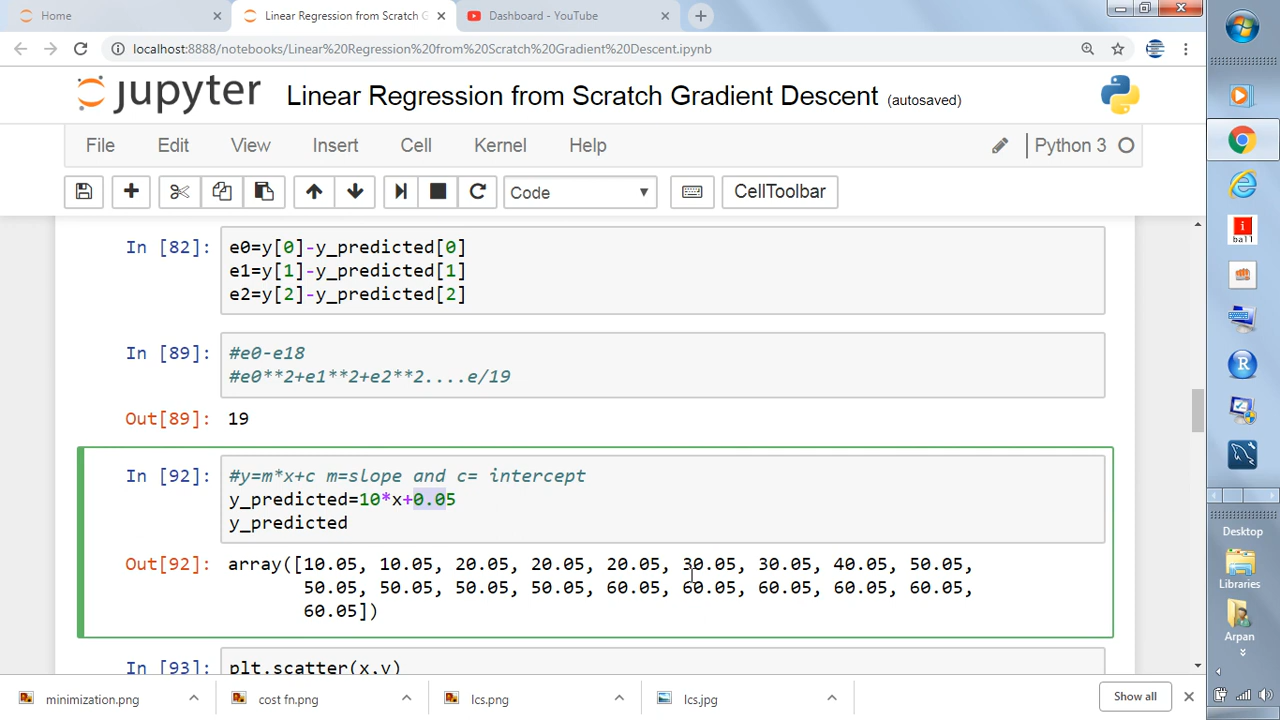 Home
Linear Regression from Scratch G
Dashboard - YouTube
localhost:8888/notebooks/Linear%20Regression%20from%20Scratch%20Gradient%20Descent.ipynb
jupyter Linear Regression from Scratch Gradient Descent (autosaved)
File Edit View Insert Cell Kernel Help Python 3
Code CellToolbar
In [82]: e0=y[0]-y_predicted[0]
e1=y[1]-y_predicted[1]
e2=y[2]-y_predicted[2]
In [89]: #e0-e18
#e0**2+e1**2+e2**2....e/19
Out[89]: 19
In [92]: #y=m*x+c m=slope and c= intercept
y_predicted=10*x+0.05
y_predicted
Out[92]: array([10.05, 10.05, 20.05, 20.05, 20.05, 30.05, 30.05, 40.05, 50.05,
50.05, 50.05, 50.05, 50.05, 60.05, 60.05, 60.05, 60.05, 60.05,
60.05])
In [93]: plt.scatter(x,y)
minimization.png
cost fn.png
lcs.png
lcs.jpg
Show all
i
ball
R
Desktop
Libraries
Arpan